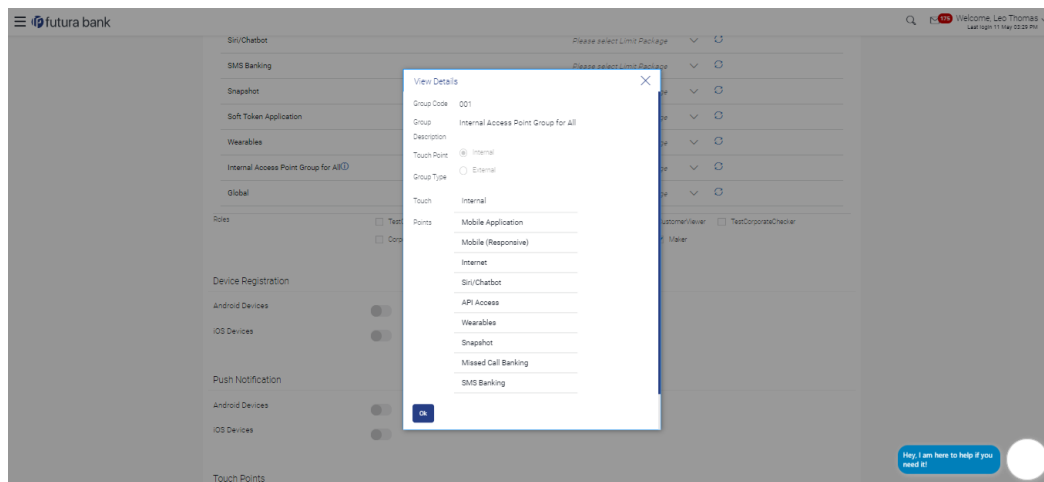 futura bank
179
Welcome, Leo Thomas
Last login 11 May 03:29 PM
Siri/Chatbot
Please select Limit Package
SMS Banking
Please select Limit Package
Snapshot
Soft Token Application
Wearables
Internal Access Point Group for All
Global
Roles
TestCorporateChecker
Maker
Device Registration
Android Devices
iOS Devices
Push Notification
Android Devices
iOS Devices
Touch Points
View Details
Group Code 001
Group Description
Internal Access Point Group for All
Touch Point Group Type
Internal
External
Touch Points
Internal
Mobile Application
Mobile (Responsive)
Internet
Siri/Chatbot
API Access
Wearables
Snapshot
Missed Call Banking
SMS Banking
Ok
Hey, I am here to help if you
need it!